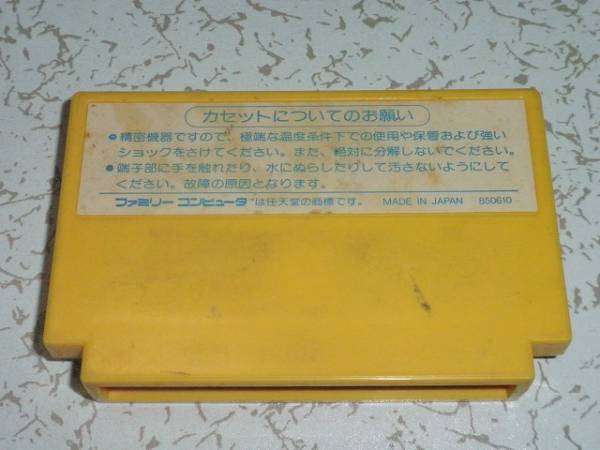 カセットについてのお願い
●精密機器ですので、極端な温度条件下での使用や保着および強い
ショックをさけてください。また、絶対に分解しないでください。
●端子部に手を触れたり、水にぬらしたりして汚さないようにして
ください。故障の原因となります。
ファミリー コンピュータ™は任天堂の商標です。 MADE IN JAPAN 850610